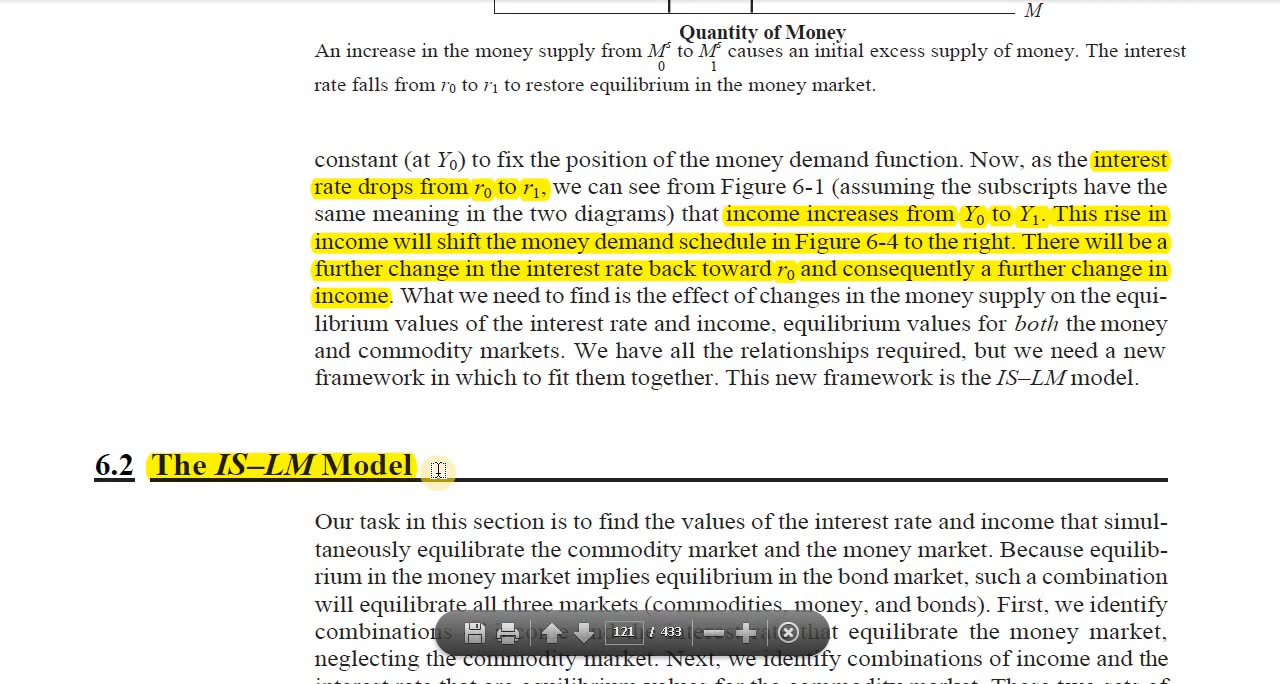 M
Quantity of Money
An increase in the money supply from Mˢ₀ to Mˢ₁ causes an initial excess supply of money. The interest
rate falls from r₀ to r₁ to restore equilibrium in the money market.
constant (at Y₀) to fix the position of the money demand function. Now, as the interest
rate drops from r₀ to r₁, we can see from Figure 6-1 (assuming the subscripts have the
same meaning in the two diagrams) that income increases from Y₀ to Y₁. This rise in
income will shift the money demand schedule in Figure 6-4 to the right. There will be a
further change in the interest rate back toward r₀ and consequently a further change in
income. What we need to find is the effect of changes in the money supply on the equi-
librium values of the interest rate and income, equilibrium values for both the money
and commodity markets. We have all the relationships required, but we need a new
framework in which to fit them together. This new framework is the IS–LM model.
6.2 The IS–LM Model
Our task in this section is to find the values of the interest rate and income that simul-
taneously equilibrate the commodity market and the money market. Because equilib-
rium in the money market implies equilibrium in the bond market, such a combination
will equilibrate all three markets (commodities, money, and bonds). First, we identify
combinations that equilibrate the money market,
121 / 433
neglecting the commodity market. Next, we identify combinations of income and the